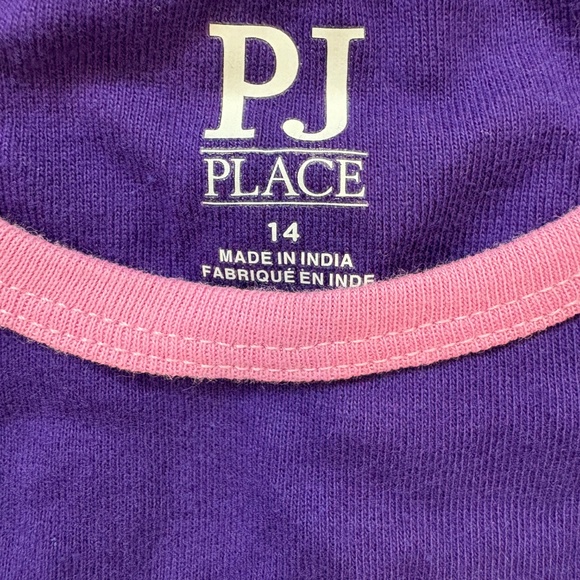 PJ
PLACE
14
MADE IN INDIA
FABRIQUÉ EN INDE